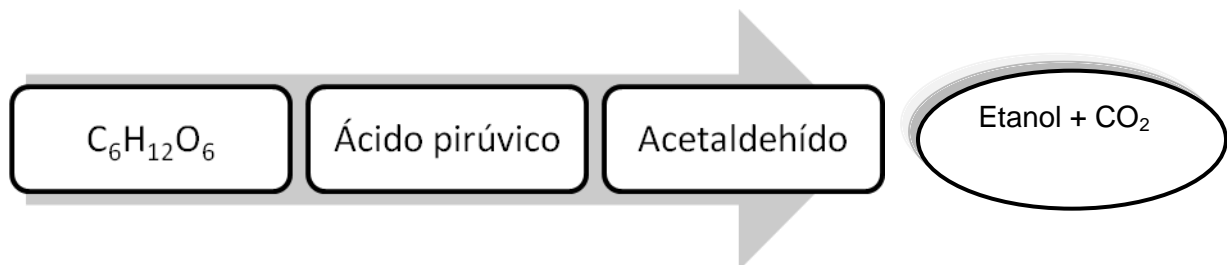 C₆H₁₂O₆
Ácido pirúvico
Acetaldehído
Etanol + CO₂